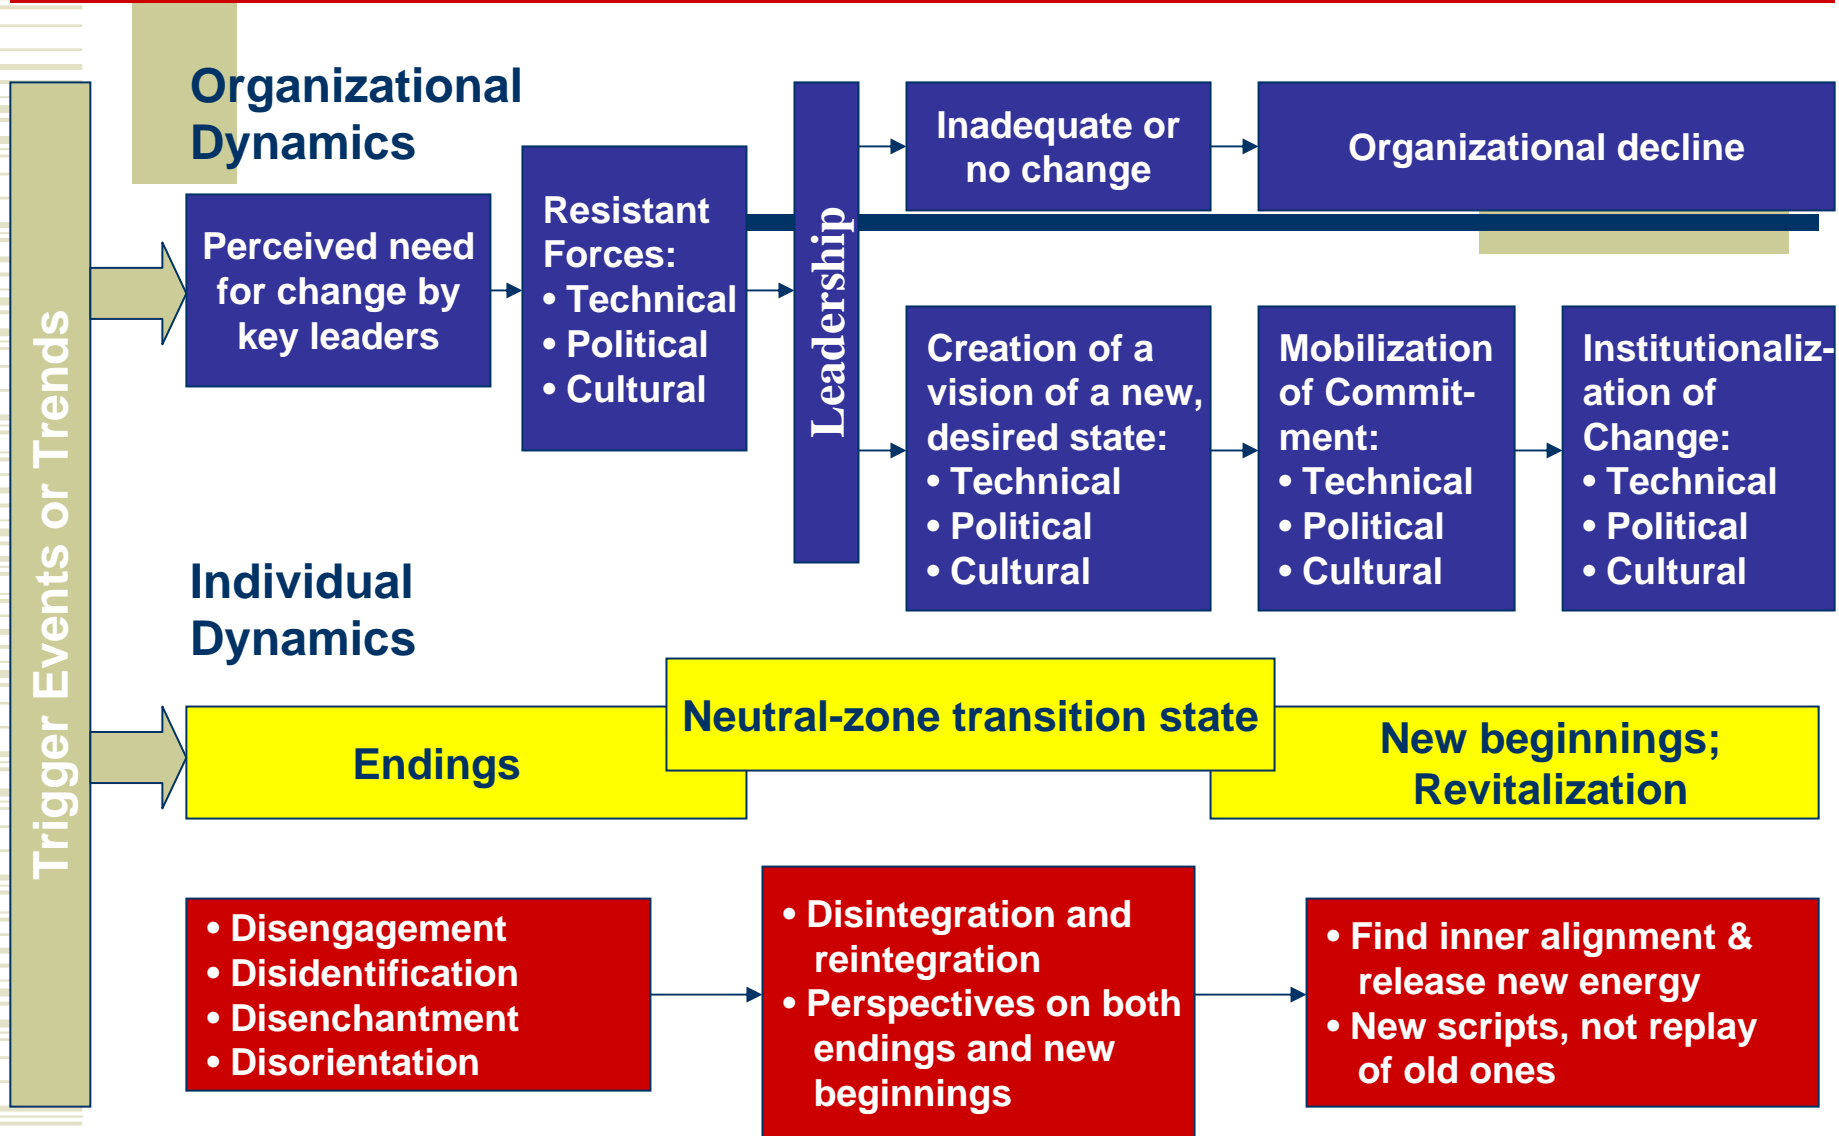 Trigger Events or Trends
Organizational
Dynamics
Perceived need
for change by
key leaders
Resistant
Forces:
• Technical
• Political
• Cultural
Leadership
Inadequate or
no change
Organizational decline
Creation of a
vision of a new,
desired state:
• Technical
• Political
• Cultural
Mobilization
of Commit-
ment:
• Technical
• Political
• Cultural
Institutionaliz-
ation of
Change:
• Technical
• Political
• Cultural
Individual
Dynamics
Endings
Neutral-zone transition state
New beginnings;
Revitalization
• Disengagement
• Disidentification
• Disenchantment
• Disorientation
• Disintegration and
reintegration
• Perspectives on both
endings and new
beginnings
• Find inner alignment &
release new energy
• New scripts, not replay
of old ones